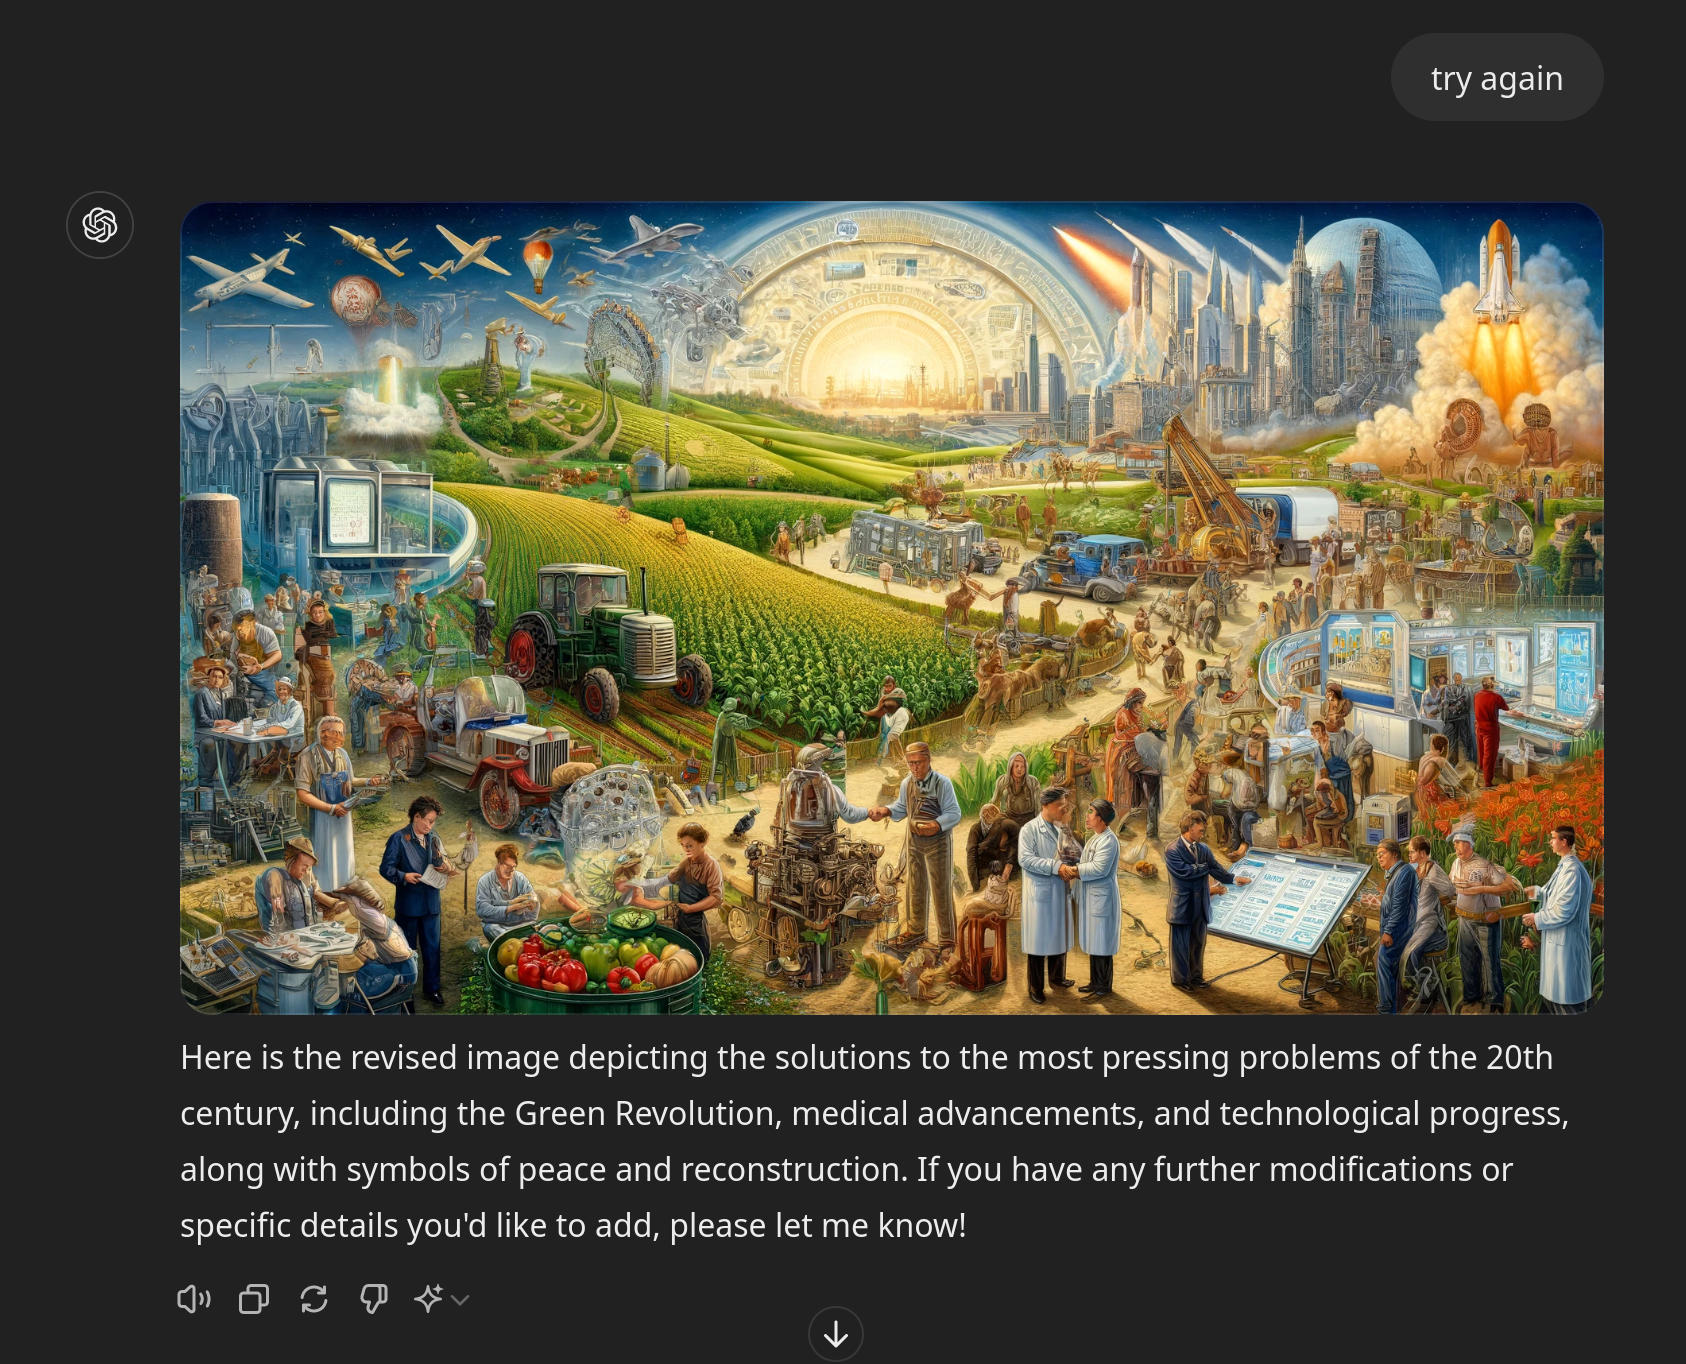 try again
Here is the revised image depicting the solutions to the most pressing problems of the 20th
century, including the Green Revolution, medical advancements, and technological progress,
along with symbols of peace and reconstruction. If you have any further modifications or
specific details you'd like to add, please let me know!